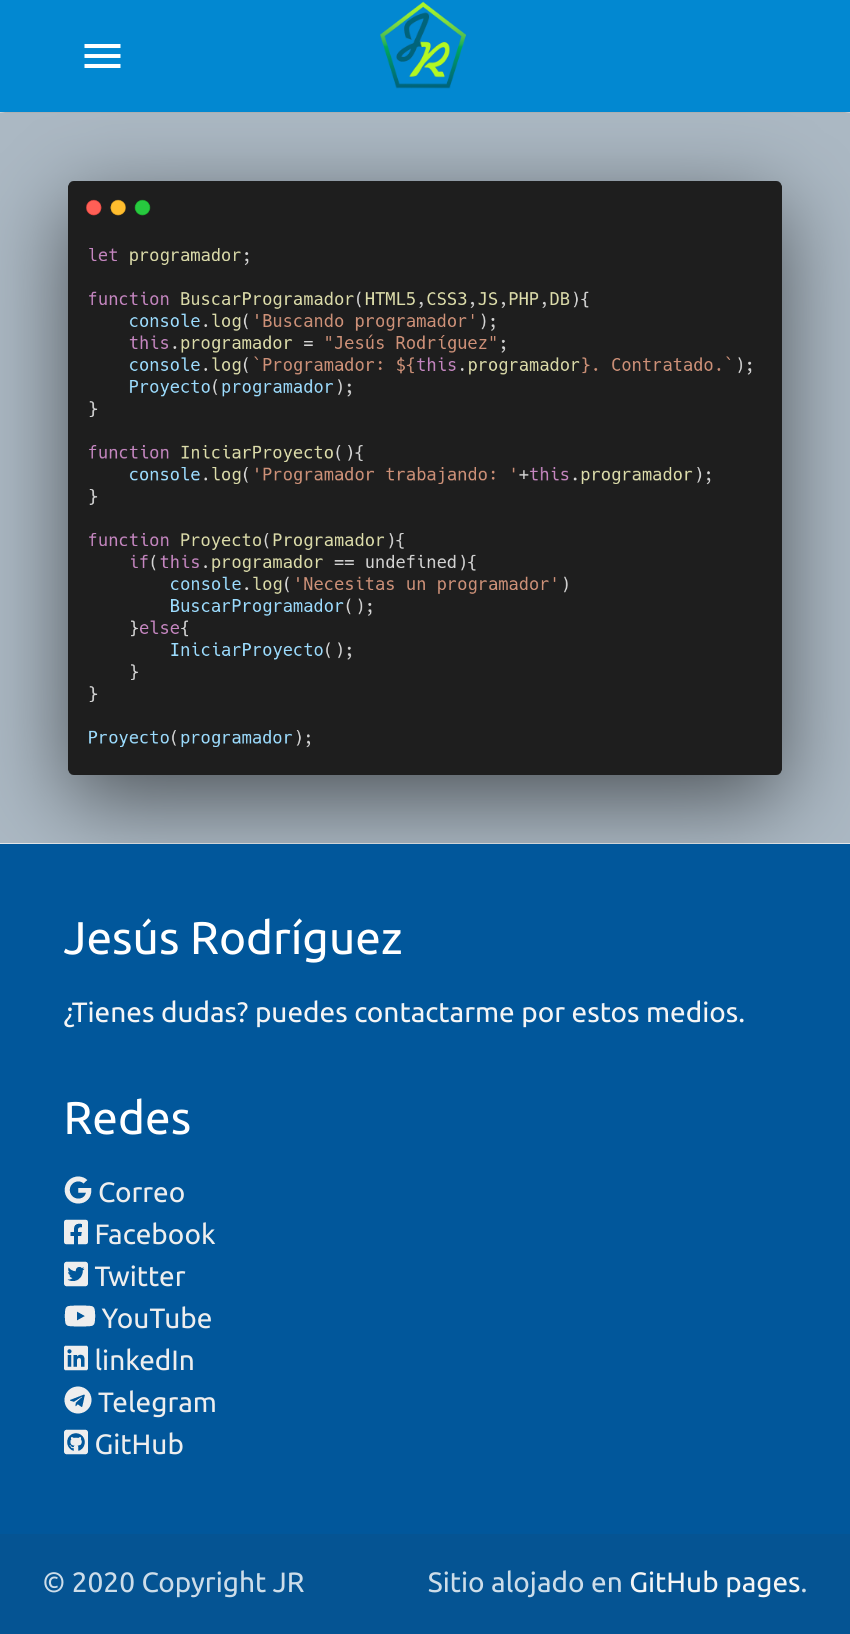 JR
let programador;
function BuscarProgramador(HTML5,CSS3,JS,PHP,DB){
    console.log('Buscando programador');
    this.programador = "Jesús Rodríguez";
    console.log(`Programador: ${this.programador}. Contratado.`);
    Proyecto(programador);
}
function IniciarProyecto(){
    console.log('Programador trabajando: '+this.programador);
}
function Proyecto(Programador){
    if(this.programador == undefined){
        console.log('Necesitas un programador')
        BuscarProgramador();
    }else{
        IniciarProyecto();
    }
}
Proyecto(programador);
Jesús Rodríguez
¿Tienes dudas? puedes contactarme por estos medios.
Redes
Correo
Facebook
Twitter
YouTube
linkedIn
Telegram
GitHub
© 2020 Copyright JR Sitio alojado en GitHub pages.